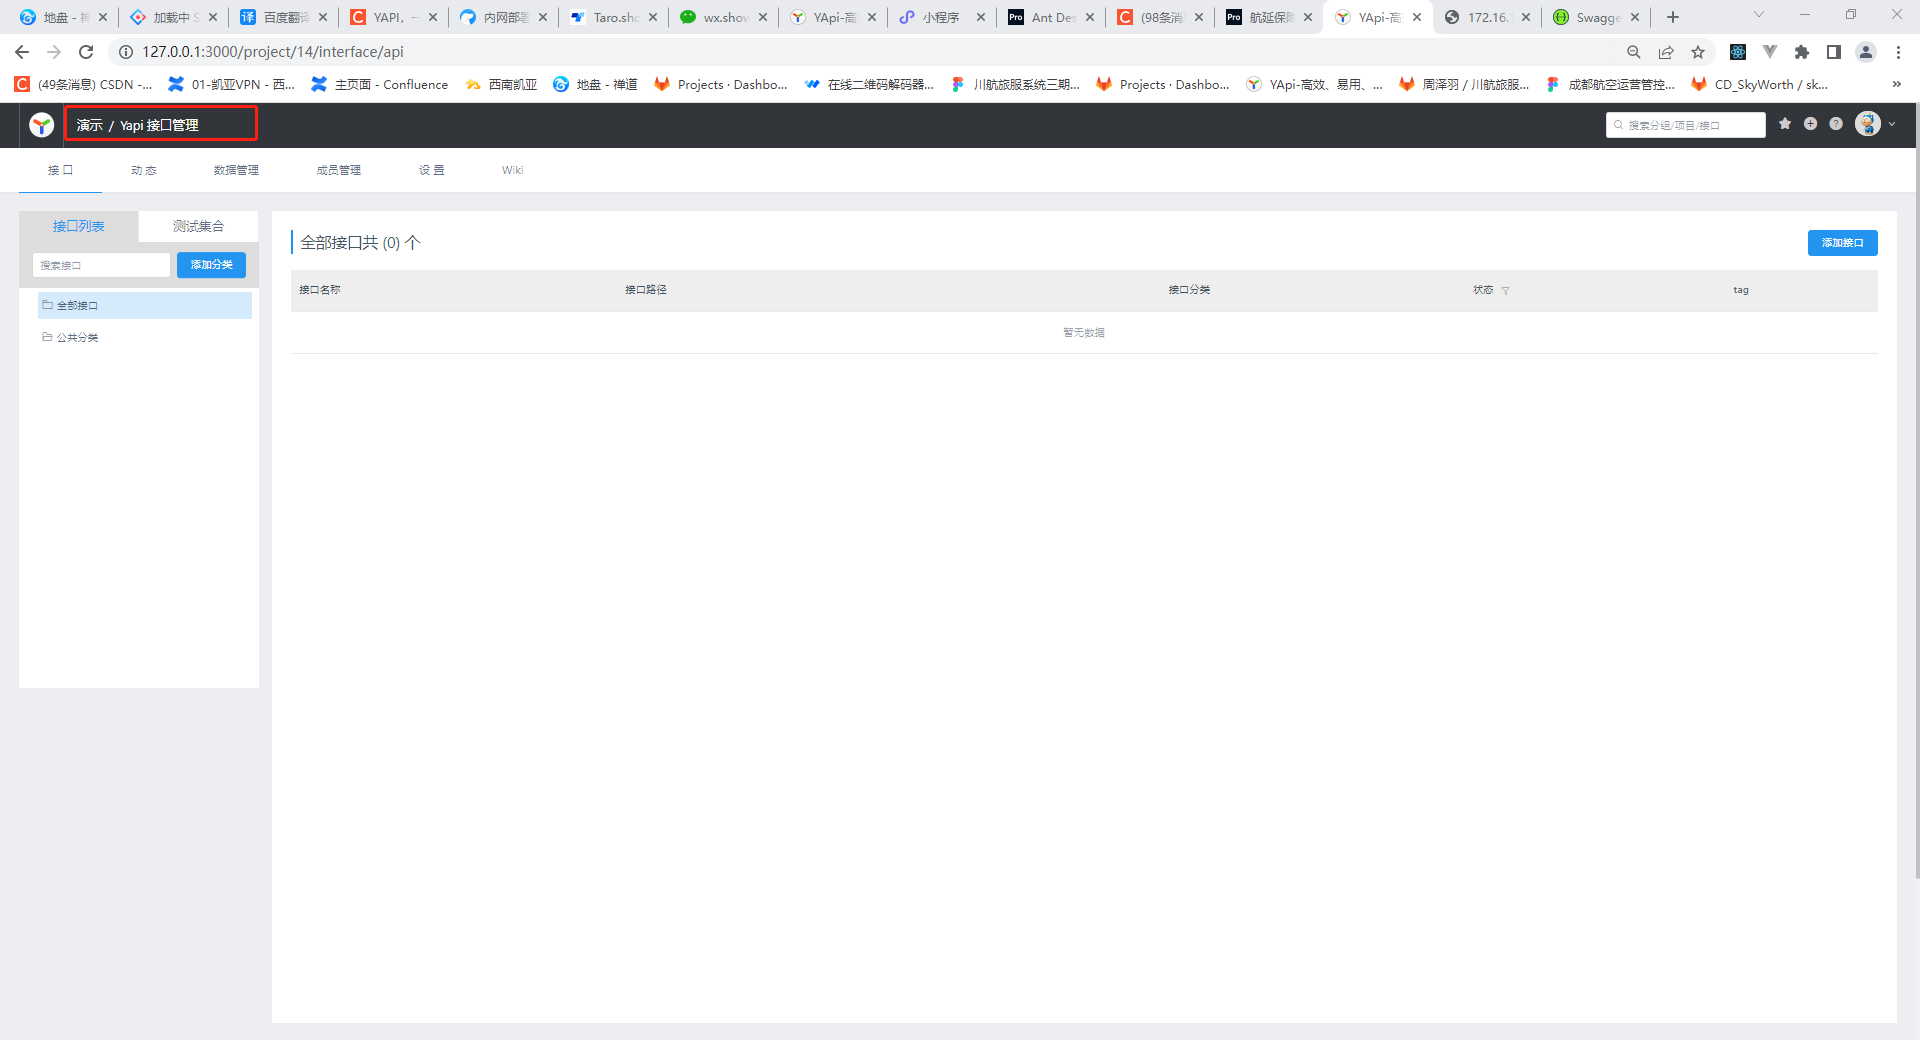 地盘 - 禅
加载中 S
百度翻译
YAPI，一
内网部署
Taro.sho
wx.show
YApi-高
小程序
Ant Des
(98条消
航延保障
YApi-高
172.16.
Swagge
127.0.0.1:3000/project/14/interface/api
(49条消息) CSDN -...
01-凯亚VPN - 西...
主页面 - Confluence
西南凯亚
地盘 - 禅道
Projects · Dashbo...
在线二维码解码器...
川航旅服系统三期...
Projects · Dashbo...
YApi-高效、易用、...
周泽羽 / 川航旅服...
成都航空运营管控...
CD_SkyWorth / sk...
»
演示 / Yapi 接口管理
搜索分组/项目/接口
接 口
动 态
数据管理
成员管理
设 置
Wiki
接口列表
测试集合
搜索接口
添加分类
全部接口
公共分类
全部接口共 (0) 个
添加接口
接口名称
接口路径
接口分类
状态
tag
暂无数据